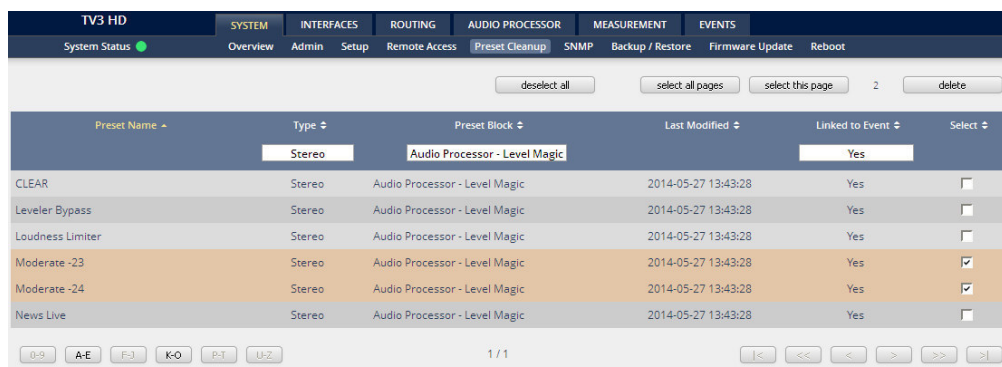 TV3 HD SYSTEM INTERFACES ROUTING AUDIO PROCESSOR MEASUREMENT EVENTS
System Status Overview Admin Setup Remote Access Preset Cleanup SNMP Backup / Restore Firmware Update Reboot
deselect all select all pages select this page 2 delete
Preset Name Type Preset Block Last Modified Linked to Event Select
Stereo Audio Processor - Level Magic Yes
CLEAR Stereo Audio Processor - Level Magic 2014-05-27 13:43:28 Yes
Leveler Bypass Stereo Audio Processor - Level Magic 2014-05-27 13:43:28 Yes
Loudness Limiter Stereo Audio Processor - Level Magic 2014-05-27 13:43:28 Yes
Moderate -23 Stereo Audio Processor - Level Magic 2014-05-27 13:43:28 Yes
Moderate -24 Stereo Audio Processor - Level Magic 2014-05-27 13:43:28 Yes
News Live Stereo Audio Processor - Level Magic 2014-05-27 13:43:28 Yes
0-9 A-E F-J K-O P-T U-Z 1 / 1 |< << < > >> >|